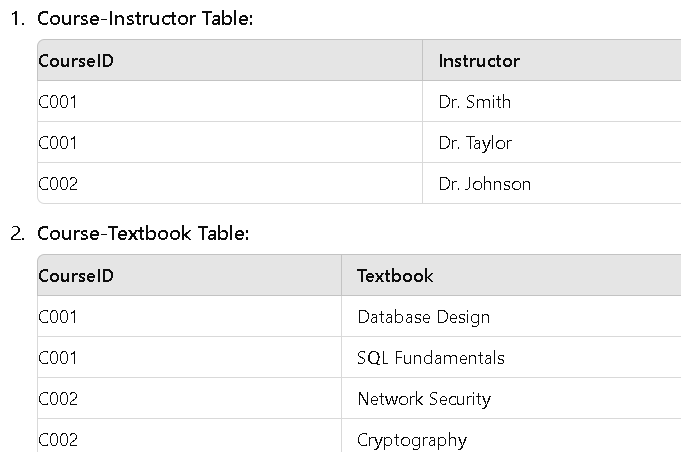 1. Course-Instructor Table:
CourseID Instructor
C001 Dr. Smith
C001 Dr. Taylor
C002 Dr. Johnson
2. Course-Textbook Table:
CourseID Textbook
C001 Database Design
C001 SQL Fundamentals
C002 Network Security
C002 Cryptography